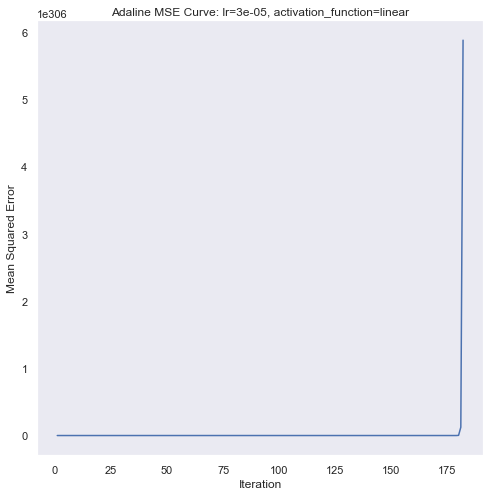 Adaline MSE Curve: lr=3e-05, activation_function=linear
1e306
6
5
4
3
2
1
0
Mean Squared Error
0 25 50 75 100 125 150 175
Iteration